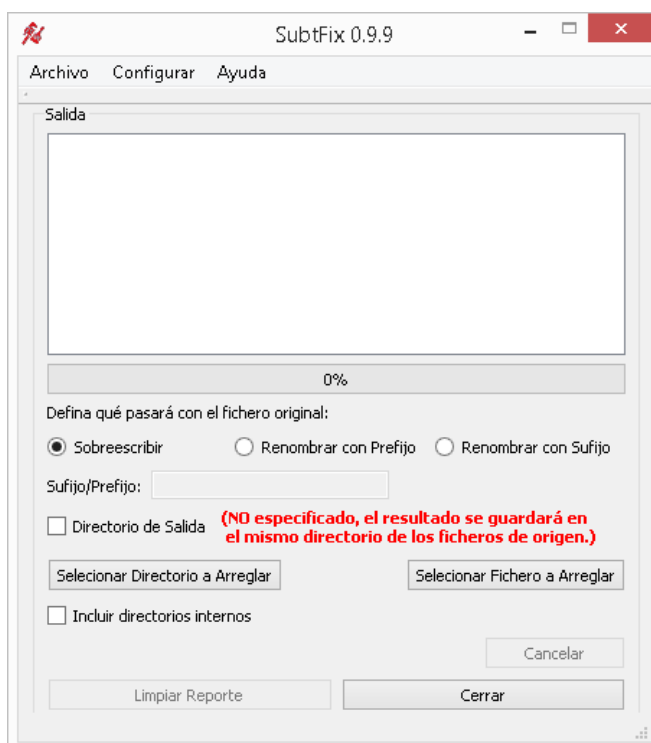 SubtFix 0.9.9
Archivo Configurar Ayuda
Salida
0%
Defina qué pasará con el fichero original:
Sobreescribir Renombrar con Prefijo Renombrar con Sufijo
Sufijo/Prefijo:
Directorio de Salida (NO especificado, el resultado se guardará en
el mismo directorio de los ficheros de origen.)
Selecionar Directorio a Arreglar Selecionar Fichero a Arreglar
Incluir directorios internos
Cancelar
Limpiar Reporte Cerrar